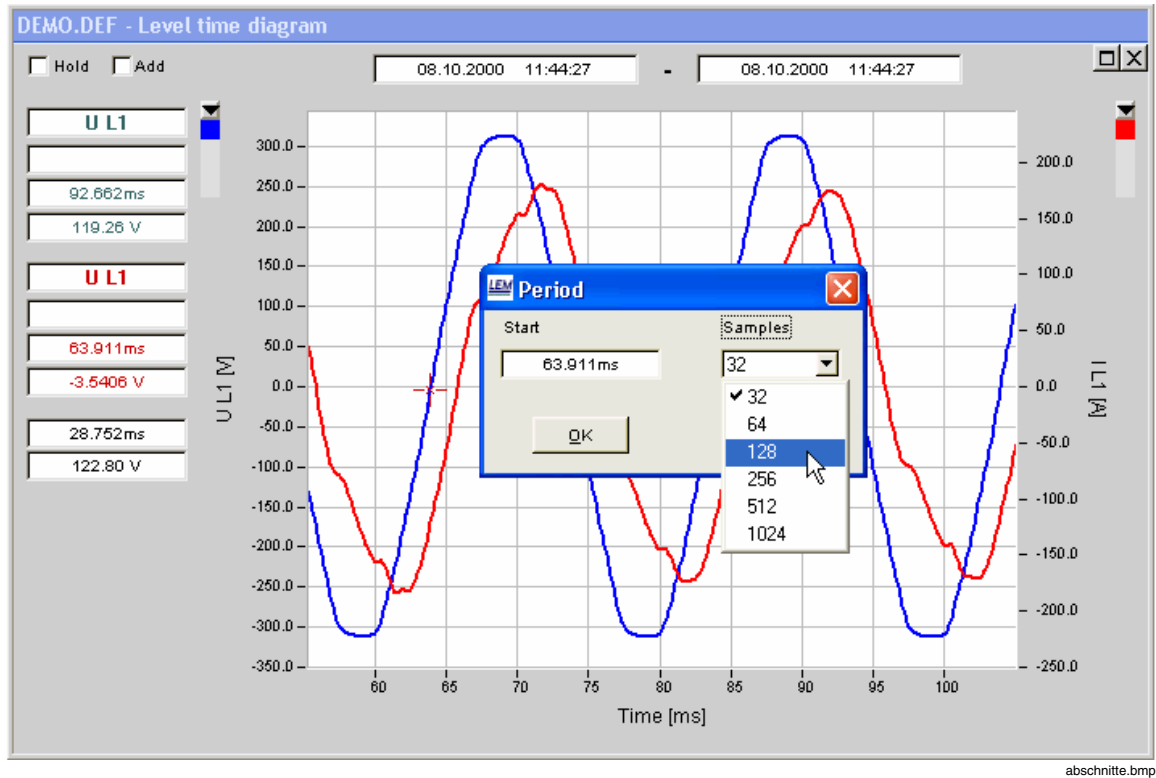 DEMO.DEF - Level time diagram
Hold Add 08.10.2000 11:44:27 - 08.10.2000 11:44:27
U L1
92.662ms
119.26 V
U L1
63.911ms
-3.5406 V
28.752ms
122.80 V
U L1 [V]
300.0
250.0
200.0
150.0
100.0
50.0
0.0
-50.0
-100.0
-150.0
-200.0
-250.0
-300.0
-350.0
LEM Period
Start Samples
63.911ms 32
OK
32
64
128
256
512
1024
200.0
150.0
100.0
50.0
0.0
-50.0
-100.0
-150.0
-200.0
-250.0
I L1 [A]
60 65 70 75 80 85 90 95 100
Time [ms]
abschnitte.bmp